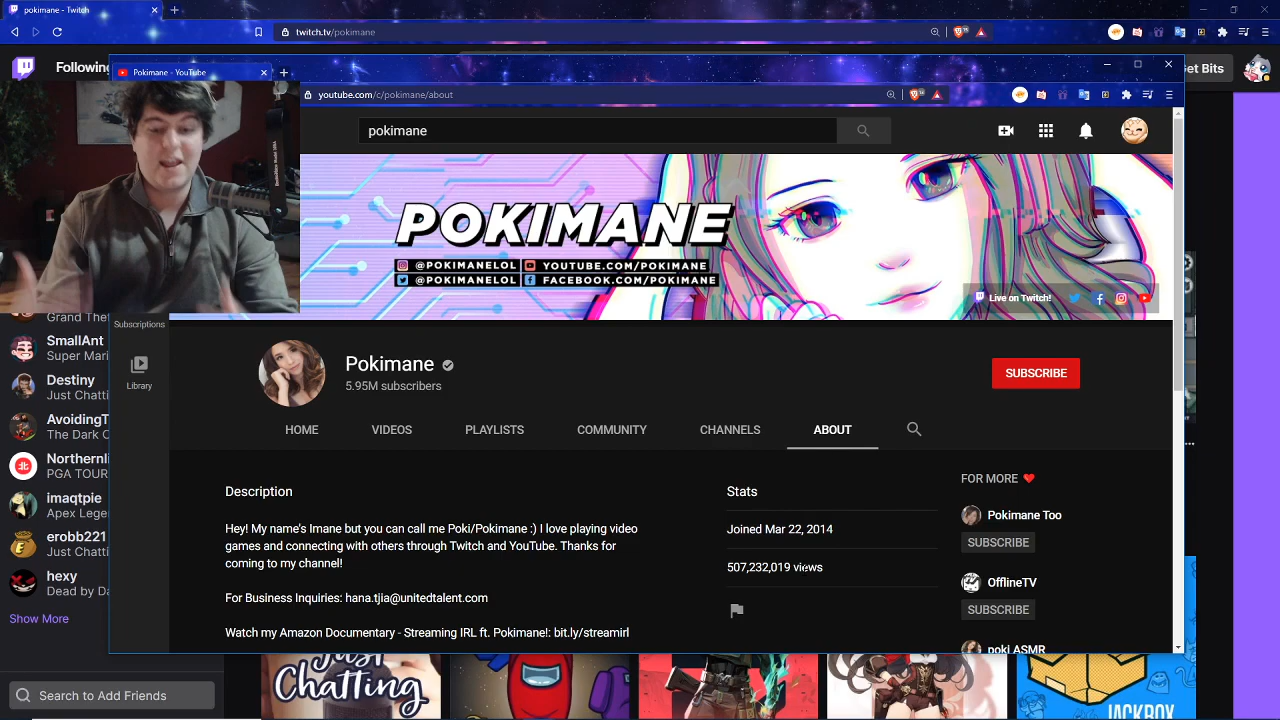 pokimane - Twitch
twitch.tv/pokimane
Following
Get Bits
Pokimane - YouTube
youtube.com/c/pokimane/about
pokimane
POKIMANE
@POKIMANELOL YOUTUBE.COM/POKIMANE
@POKIMANELOL FACEBOOK.COM/POKIMANE
Live on Twitch!
Subscriptions
Library
Pokimane
5.95M subscribers
SUBSCRIBE
HOME VIDEOS PLAYLISTS COMMUNITY CHANNELS ABOUT
Description
Hey! My name's Imane but you can call me Poki/Pokimane :) I love playing video
games and connecting with others through Twitch and YouTube. Thanks for
coming to my channel!
For Business Inquiries: hana.tjia@unitedtalent.com
Watch my Amazon Documentary - Streaming IRL ft. Pokimane: bit.ly/streamirl
Stats
Joined Mar 22, 2014
507,232,019 views
FOR MORE ❤
Pokimane Too
SUBSCRIBE
OfflineTV
SUBSCRIBE
poki ASMR
Grand Thef
SmallAnt
Super Mari
Destiny
Just Chatti
AvoidingT
The Dark C
Northernli
PGA TOUR
imaqtpie
Apex Lege
erobb221
Just Chatti
hexy
Dead by Da
Show More
Search to Add Friends
Just
Chatting
JACKBOX